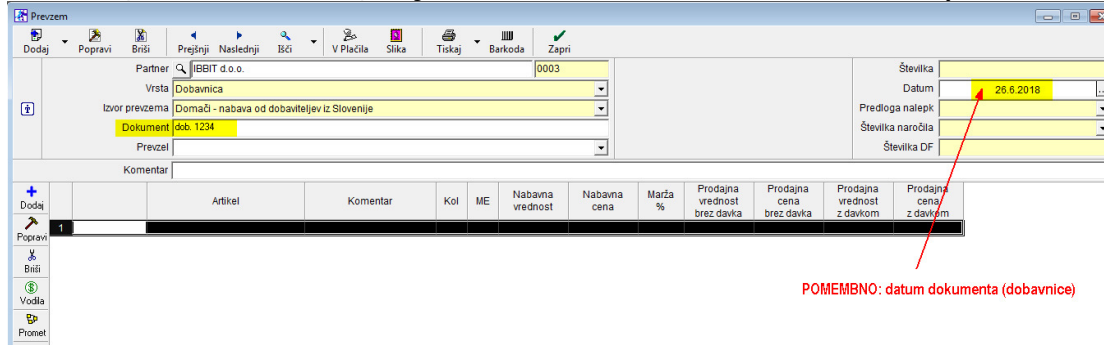 Prevzem
Dodaj Popravi Briši Prejšnji Naslednji Išči V Plačila Slika Tiskaj Barkoda Zapri
Partner IBBIT d.o.o. 0003 Številka
Vrsta Dobavnica Datum 26.6.2018 ...
Izvor prevzema Domači - nabava od dobaviteljev iz Slovenije Predloga nalepk
Dokument dob. 1234 Številka naročila
Prevzel Številka DF
Komentar
Dodaj
Artikel Komentar Kol ME Nabavna vrednost Nabavna cena Marža % Prodajna vrednost brez davka Prodajna cena brez davka Prodajna vrednost z davkom Prodajna cena z davkom
1
Popravi
Briši
Vodila
Promet
POMEMBNO: datum dokumenta (dobavnice)